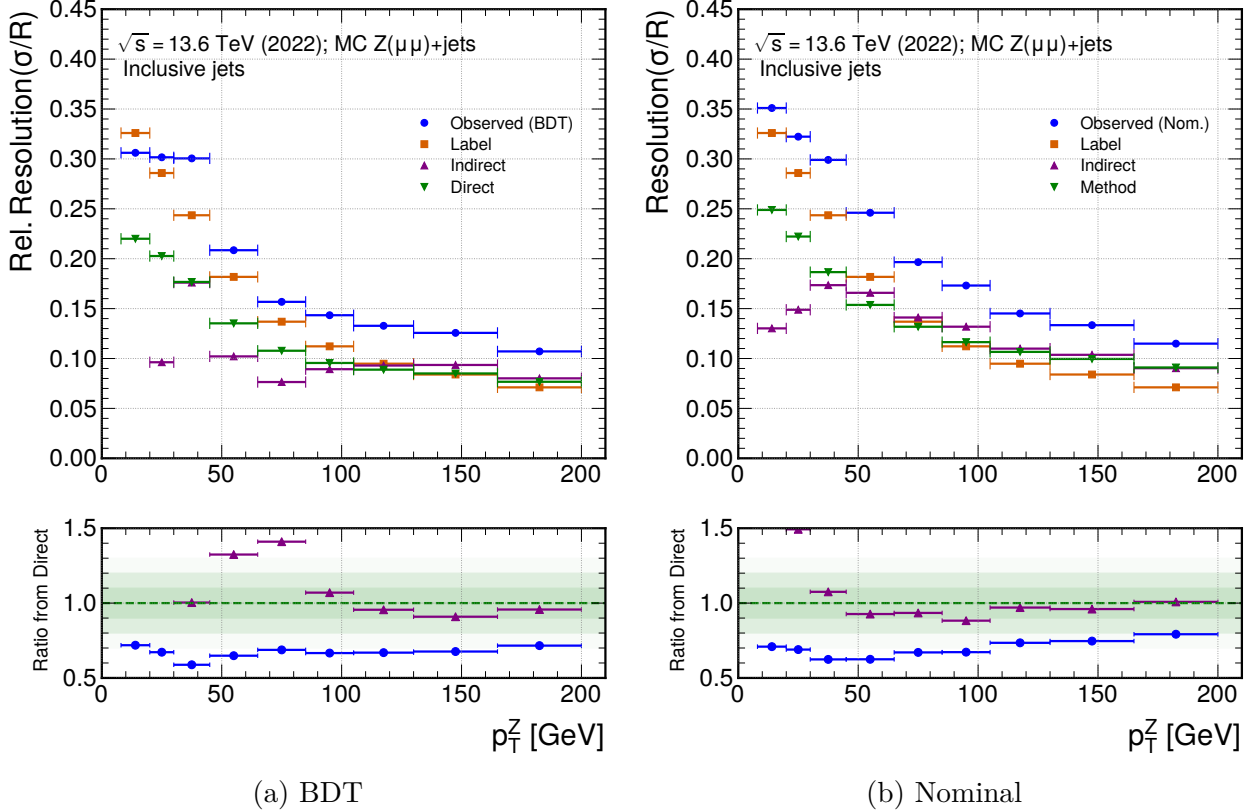 √s = 13.6 TeV (2022); MC Z(μμ)+jets
Inclusive jets
Observed (BDT)
Label
Indirect
Direct
Rel. Resolution(σ/R)
0.45
0.40
0.35
0.30
0.25
0.20
0.15
0.10
0.05
0.00
0 50 100 150 200
Ratio from Direct
1.5
1.0
0.5
0 50 100 150 200
p_T^Z [GeV]
(a) BDT
√s = 13.6 TeV (2022); MC Z(μμ)+jets
Inclusive jets
Observed (Nom.)
Label
Indirect
Method
Resolution(σ/R)
0.45
0.40
0.35
0.30
0.25
0.20
0.15
0.10
0.05
0.00
0 50 100 150 200
Ratio from Direct
1.5
1.0
0.5
0 50 100 150 200
p_T^Z [GeV]
(b) Nominal